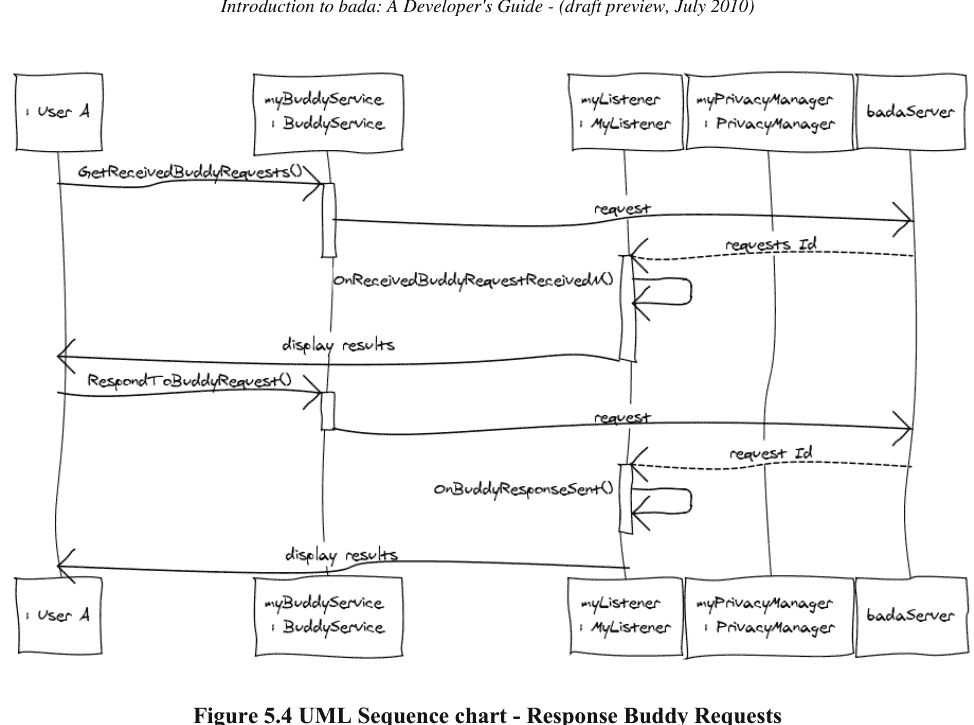 Introduction to bada: A Developer's Guide - (draft preview, July 2010)
: User A
myBuddyService
: BuddyService
myListener
: MyListener
myPrivacyManager
: PrivacyManager
badaServer
GetReceivedBuddyRequests()
request
requests Id
OnReceivedBuddyRequestReceivedN()
display results
RespondToBuddyRequest()
request
request Id
OnBuddyResponseSent()
display results
: User A
myBuddyService
: BuddyService
myListener
: MyListener
myPrivacyManager
: PrivacyManager
badaServer
Figure 5.4 UML Sequence chart - Response Buddy Requests